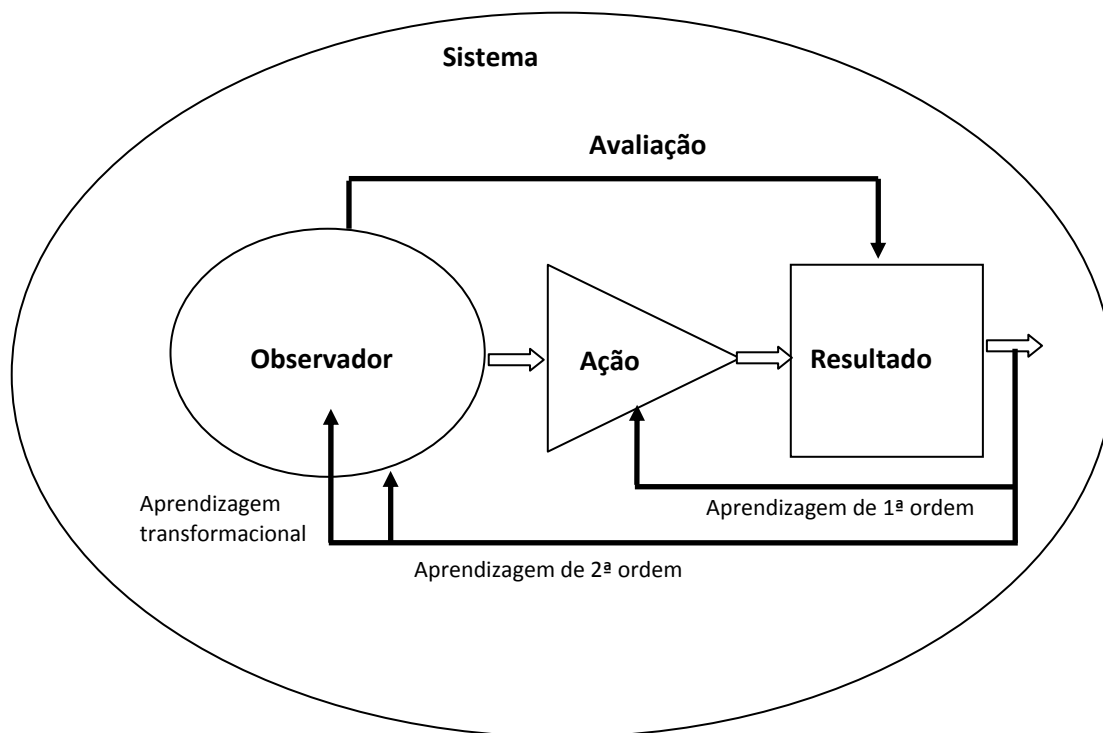 Sistema
Avaliação
Observador
Ação
Resultado
Aprendizagem
transformacional
Aprendizagem de 1ª ordem
Aprendizagem de 2ª ordem